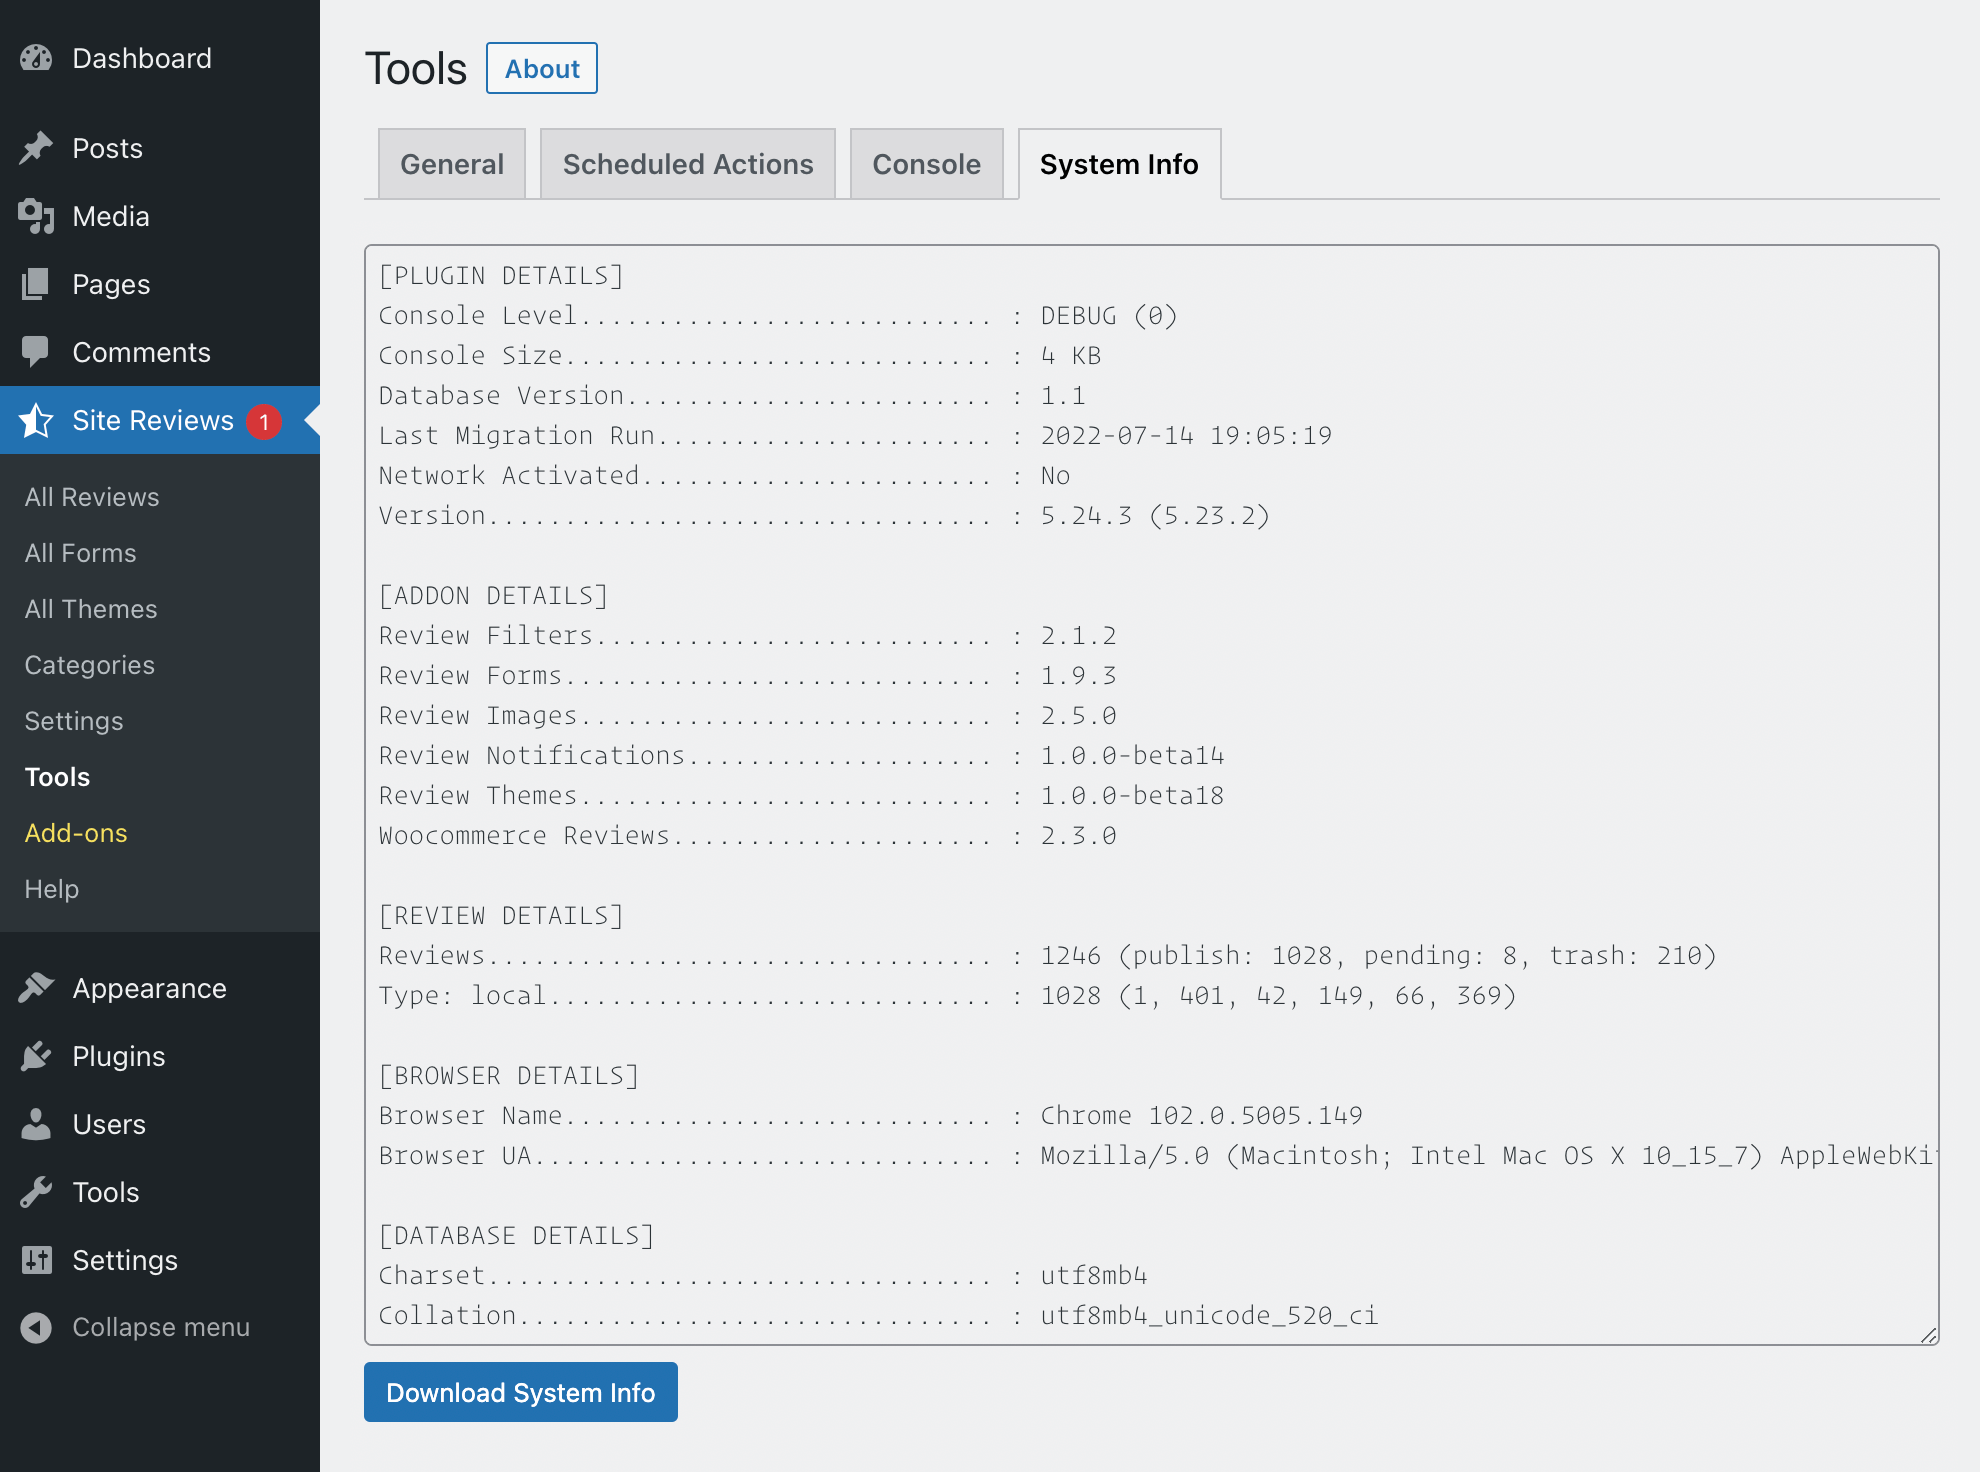 Dashboard
Posts
Media
Pages
Comments
Site Reviews 1
All Reviews
All Forms
All Themes
Categories
Settings
Tools
Add-ons
Help
Appearance
Plugins
Users
Tools
Settings
Collapse menu
Tools About
General Scheduled Actions Console System Info
[PLUGIN DETAILS]
Console Level........................... : DEBUG (0)
Console Size............................ : 4 KB
Database Version........................ : 1.1
Last Migration Run...................... : 2022-07-14 19:05:19
Network Activated....................... : No
Version................................. : 5.24.3 (5.23.2)
[ADDON DETAILS]
Review Filters.......................... : 2.1.2
Review Forms............................ : 1.9.3
Review Images........................... : 2.5.0
Review Notifications.................... : 1.0.0-beta14
Review Themes........................... : 1.0.0-beta18
Woocommerce Reviews..................... : 2.3.0
[REVIEW DETAILS]
Reviews................................. : 1246 (publish: 1028, pending: 8, trash: 210)
Type: local............................. : 1028 (1, 401, 42, 149, 66, 369)
[BROWSER DETAILS]
Browser Name............................ : Chrome 102.0.5005.149
Browser UA.............................. : Mozilla/5.0 (Macintosh; Intel Mac OS X 10_15_7) AppleWebKi
[DATABASE DETAILS]
Charset................................. : utf8mb4
Collation............................... : utf8mb4_unicode_520_ci
Download System Info